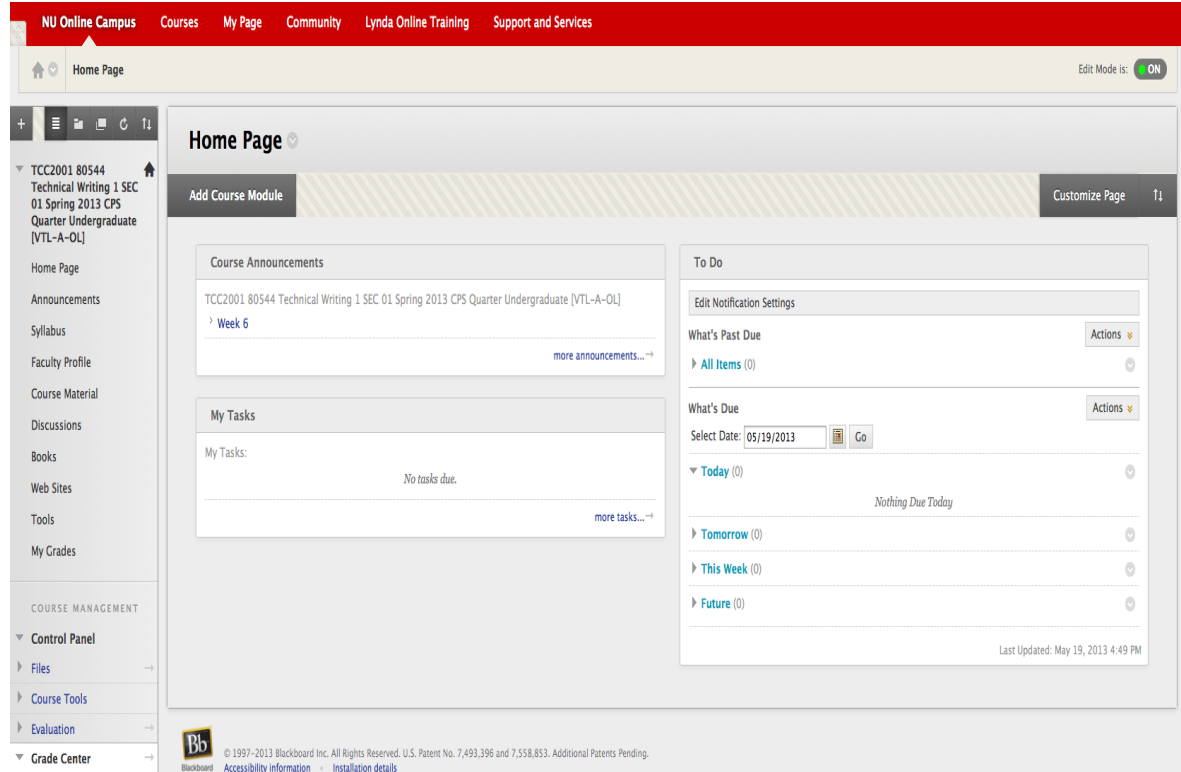 NU Online Campus Courses My Page Community Lynda Online Training Support and Services
Home Page
Edit Mode is: ON
TCC2001 80544
Technical Writing 1 SEC
01 Spring 2013 CPS
Quarter Undergraduate
[VTL-A-OL]
Home Page
Announcements
Syllabus
Faculty Profile
Course Material
Discussions
Books
Web Sites
Tools
My Grades
COURSE MANAGEMENT
Control Panel
Files
Course Tools
Evaluation
Grade Center
Home Page
Add Course Module
Customize Page
Course Announcements
TCC2001 80544 Technical Writing 1 SEC 01 Spring 2013 CPS Quarter Undergraduate [VTL-A-OL]
Week 6
more announcements...
My Tasks
My Tasks:
No tasks due.
more tasks...
To Do
Edit Notification Settings
What's Past Due Actions
All Items (0)
What's Due Actions
Select Date: 05/19/2013 Go
Today (0)
Nothing Due Today
Tomorrow (0)
This Week (0)
Future (0)
Last Updated: May 19, 2013 4:49 PM
Bb
Blackboard
© 1997-2013 Blackboard Inc. All Rights Reserved. U.S. Patent No. 7,493,396 and 7,558,853. Additional Patents Pending.
Accessibility information Installation details